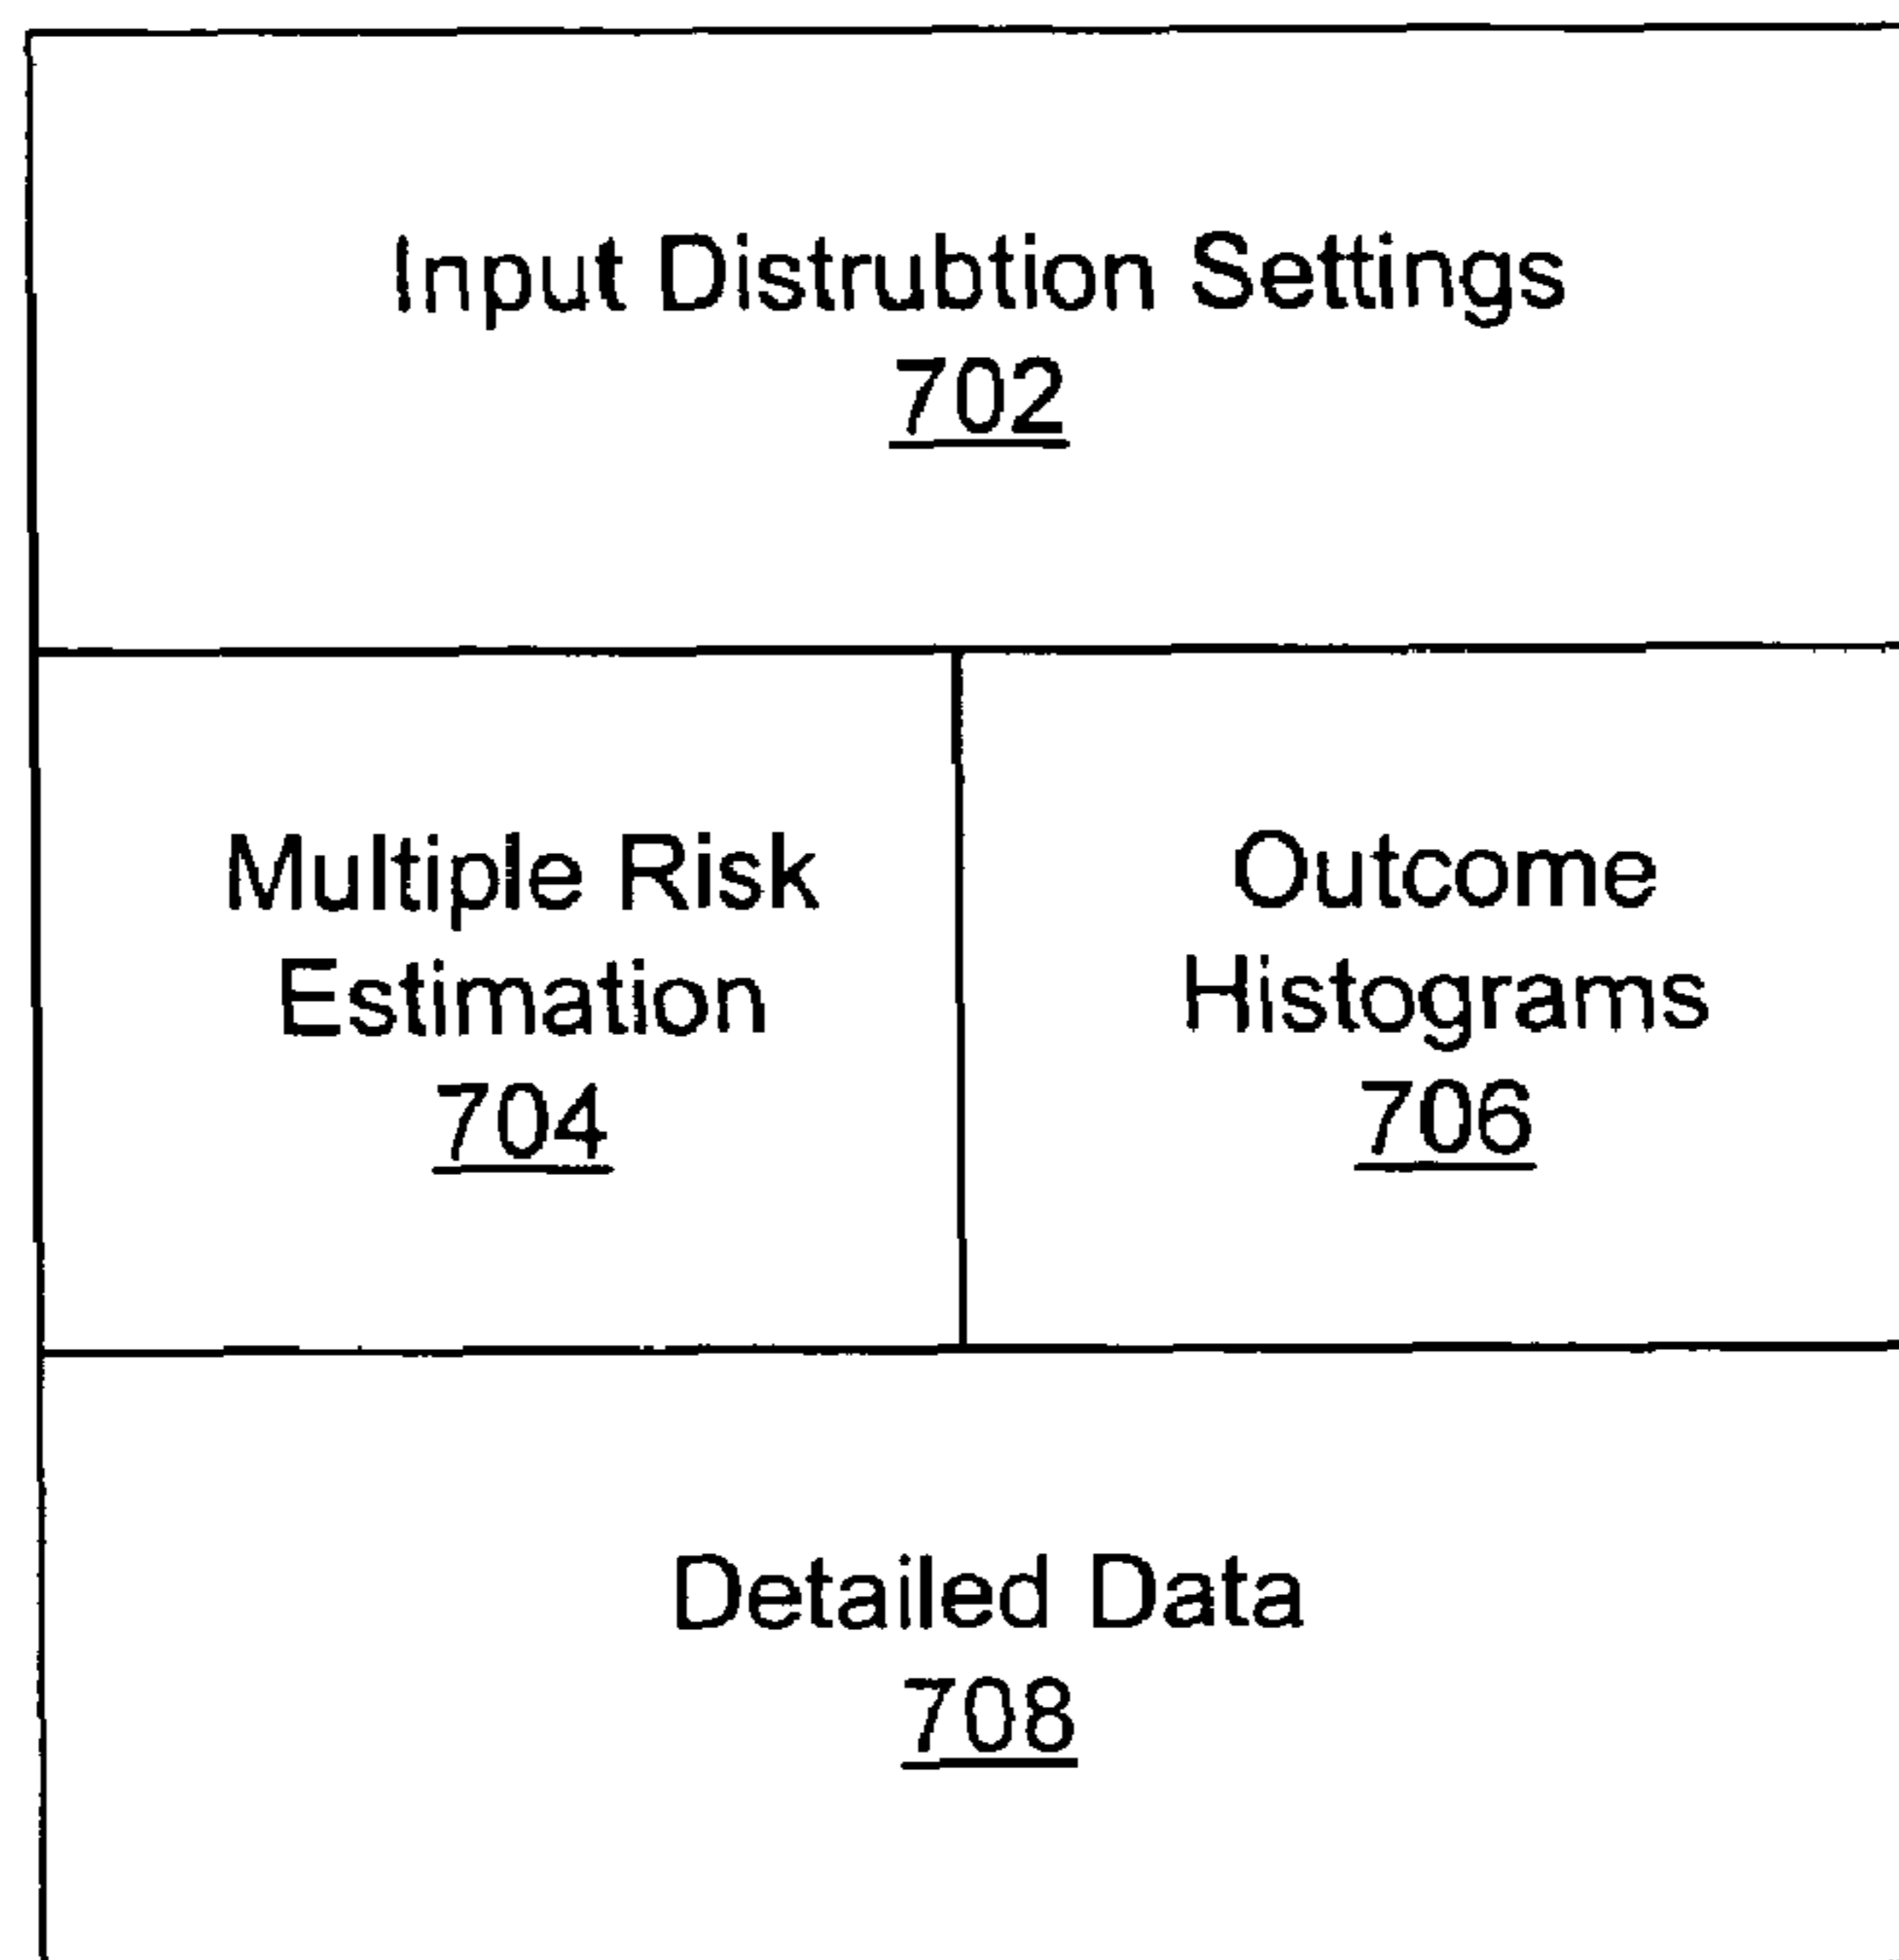 Input Distrubtion Settings
702
Multiple Risk
Estimation
704
Outcome
Histograms
706
Detailed Data
708